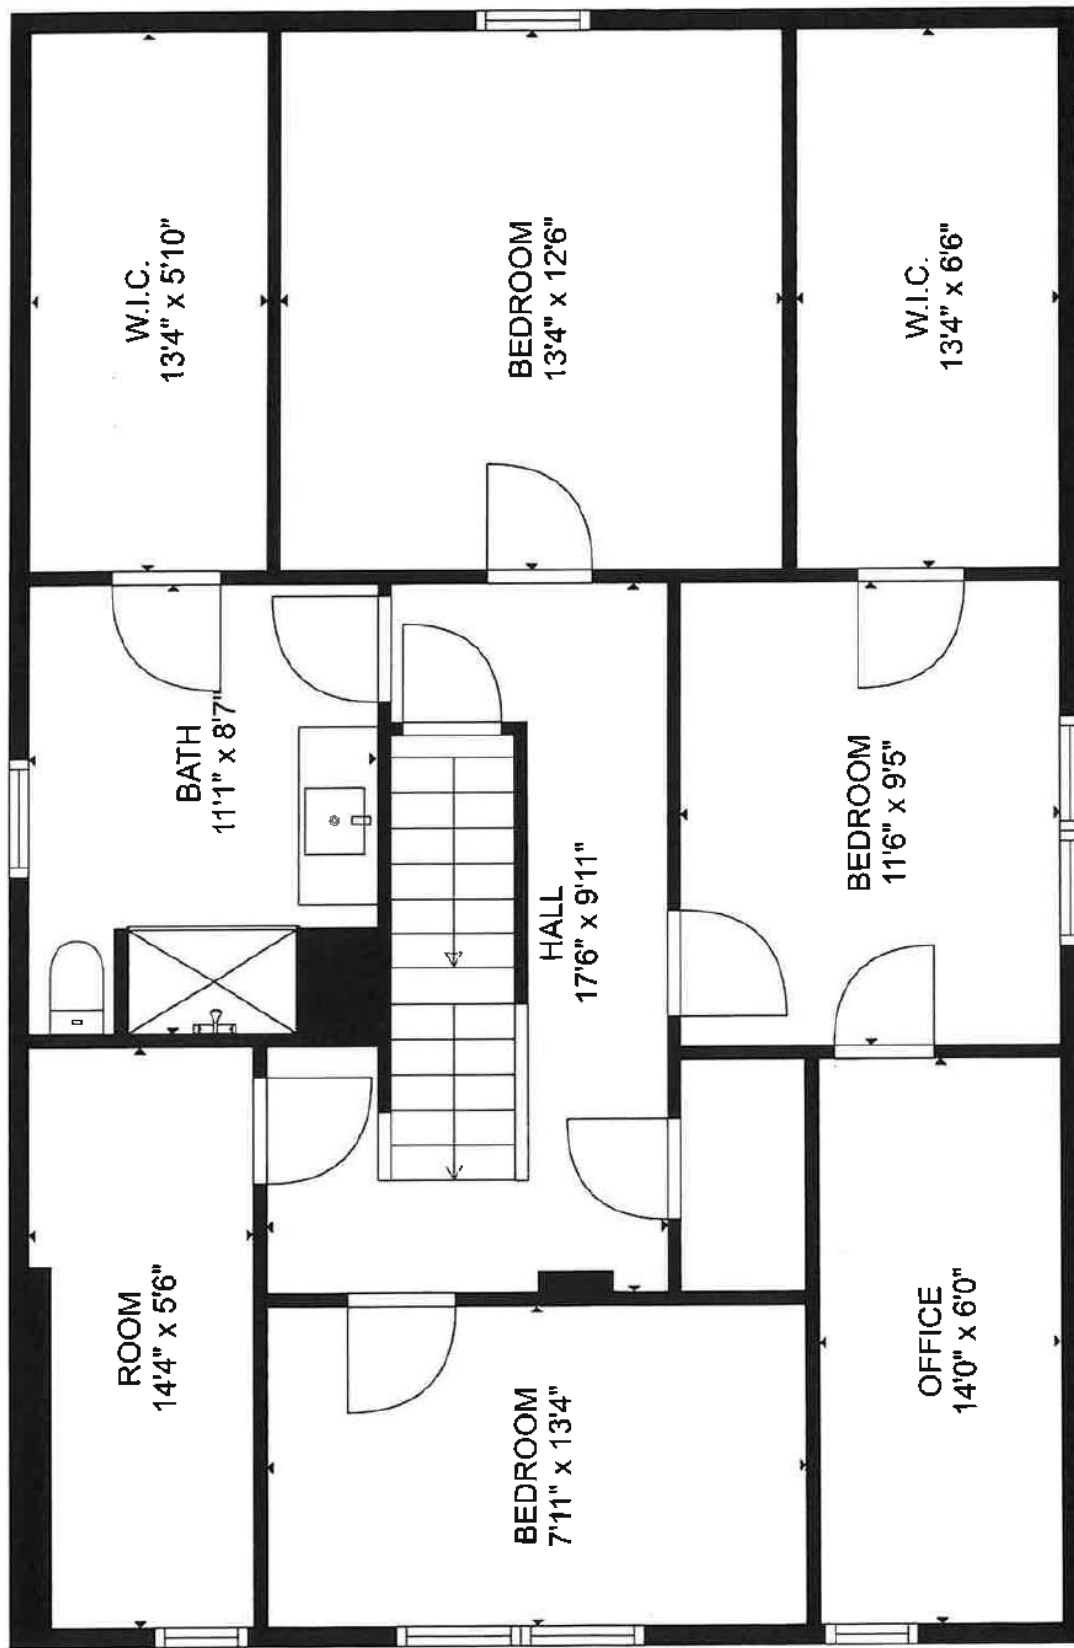 ROOM
14'4" x 5'6"
BATH
11'1" x 8'7"
W.I.C.
13'4" x 5'10"
BEDROOM
7'11" x 13'4"
HALL
17'6" x 9'11"
BEDROOM
13'4" x 12'6"
OFFICE
14'0" x 6'0"
BEDROOM
11'6" x 9'5"
W.I.C.
13'4" x 6'6"